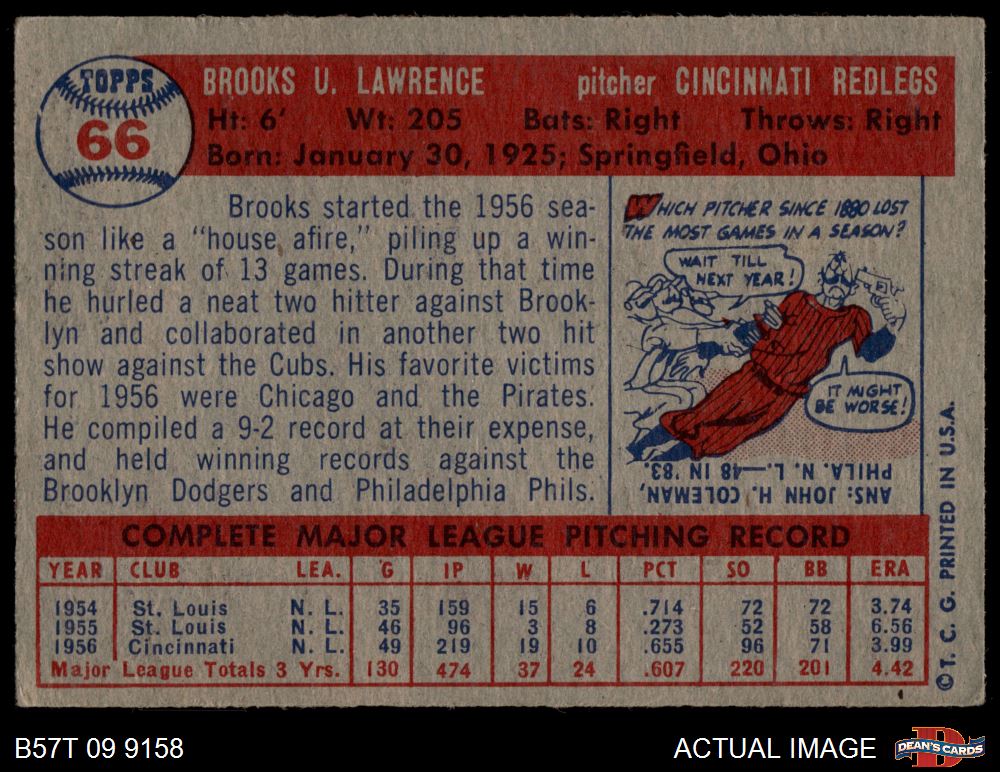 TOPPS
66
BROOKS U. LAWRENCE pitcher CINCINNATI REDLEGS
Ht: 6' Wt: 205 Bats: Right Throws: Right
Born: January 30, 1925; Springfield, Ohio
Brooks started the 1956 sea-
son like a "house afire," piling up a win-
ning streak of 13 games. During that time
he hurled a neat two hitter against Brook-
lyn and collaborated in another two hit
show against the Cubs. His favorite victims
for 1956 were Chicago and the Pirates.
He compiled a 9-2 record at their expense,
and held winning records against the
Brooklyn Dodgers and Philadelphia Phils.
WHICH PITCHER SINCE 1880 LOST
THE MOST GAMES IN A SEASON?
WAIT TILL
NEXT YEAR!
IT MIGHT
BE WORSE!
ANS: JOHN H. COLEMAN,
PHILA. N. L.—48 IN '83.
COMPLETE MAJOR LEAGUE PITCHING RECORD
YEAR CLUB LEA. G IP W L PCT SO BB ERA
1954 St. Louis N. L. 35 159 15 6 .714 72 72 3.74
1955 St. Louis N. L. 46 96 3 8 .273 52 58 6.56
1956 Cincinnati N. L. 49 219 19 10 .655 96 71 3.99
Major League Totals 3 Yrs. 130 474 37 24 .607 220 201 4.42
© T. C. G. PRINTED IN U.S.A.
B57T 09 9158
ACTUAL IMAGE
DEAN'S CARDS